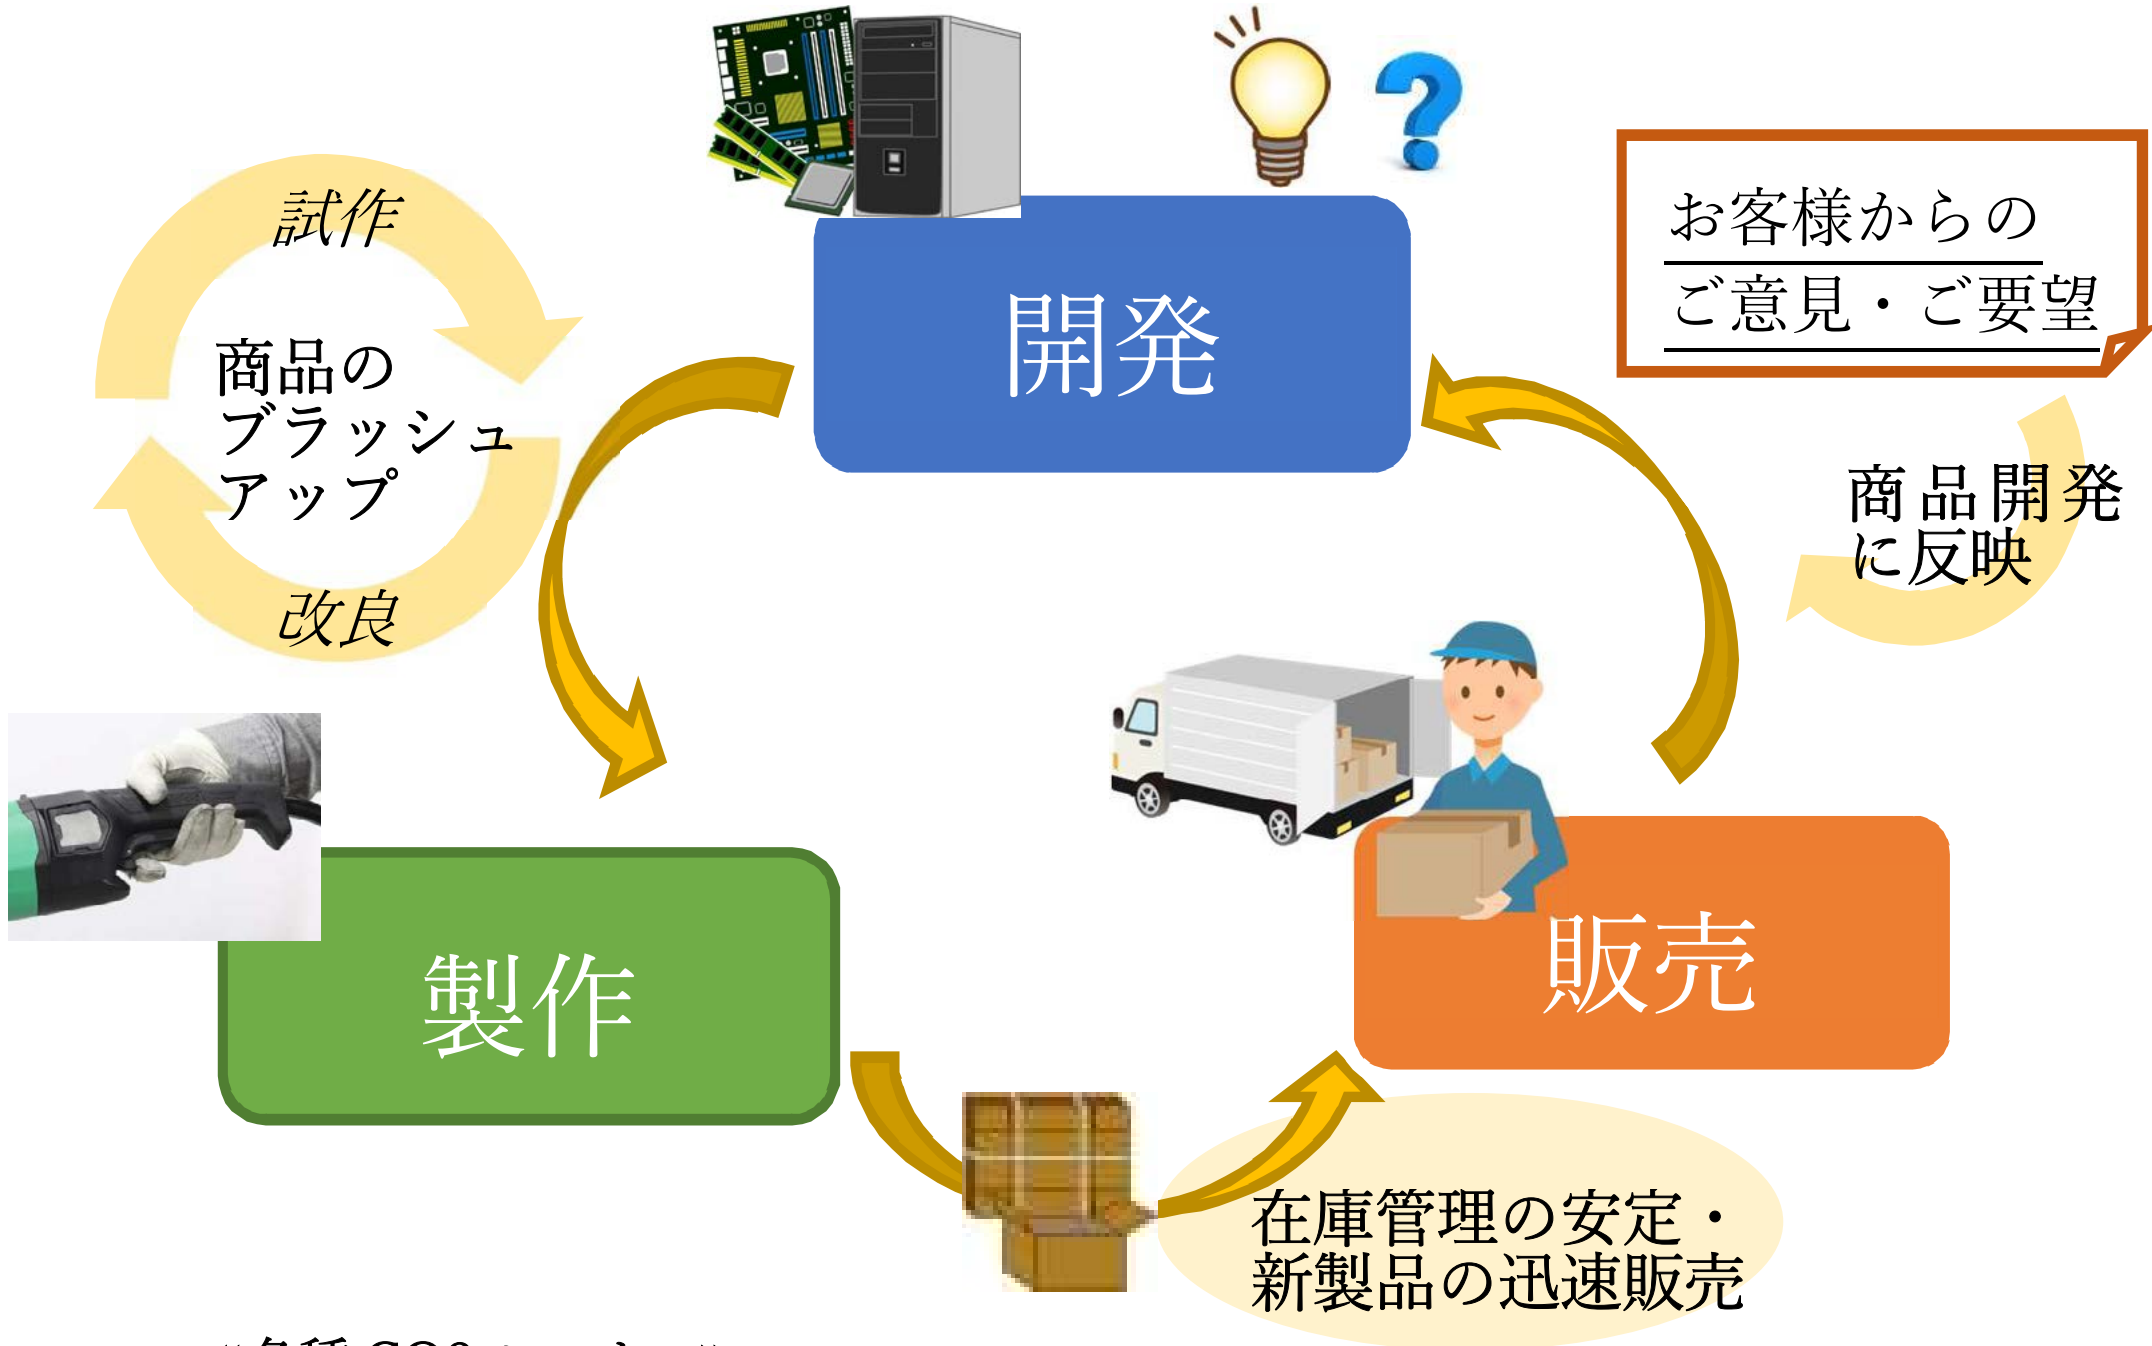 試作
商品の
ブラッシュ
アップ
改良
開発
お客様からの
ご意見・ご要望
商品開発
に反映
製作
販売
在庫管理の安定・
新製品の迅速販売